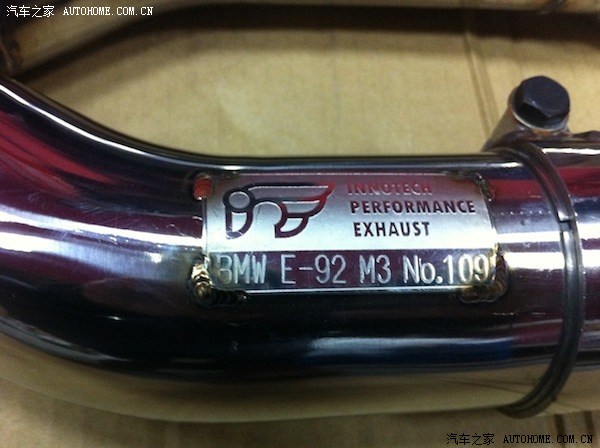 汽车之家 AUTOHOME.COM.CN
INNOTECH
PERFORMANCE
EXHAUST
BMW E-92 M3 No.109
汽车之家 AUTOHOME.COM.CN